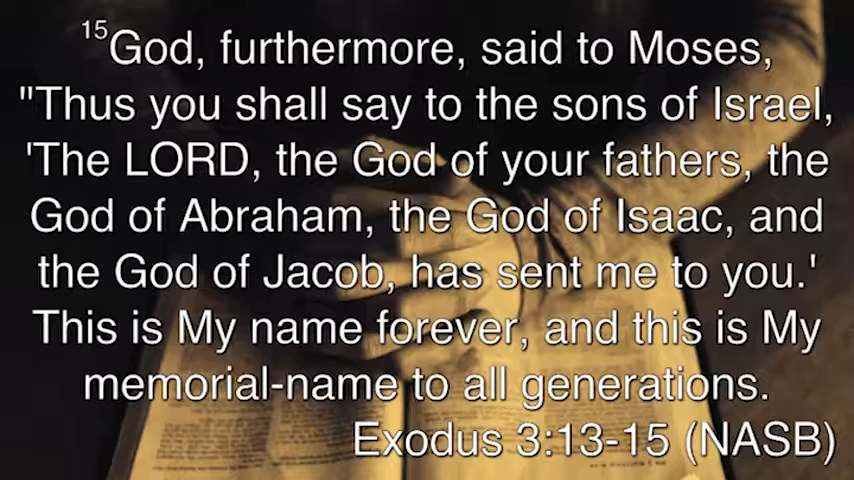 15God, furthermore, said to Moses,
"Thus you shall say to the sons of Israel,
'The LORD, the God of your fathers, the
God of Abraham, the God of Isaac, and
the God of Jacob, has sent me to you.'
This is My name forever, and this is My
memorial-name to all generations.
Exodus 3:13-15 (NASB)